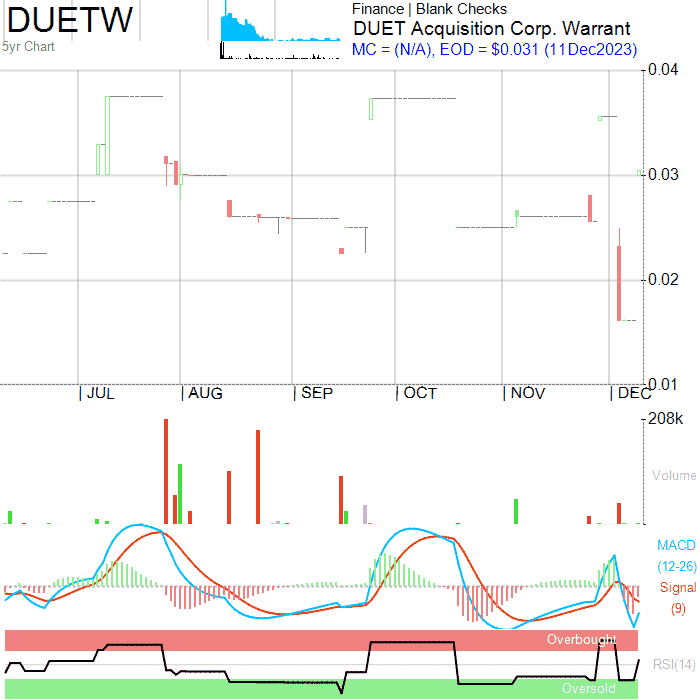 DUETW
5yr Chart
Finance | Blank Checks
DUET Acquisition Corp. Warrant
MC = (N/A), EOD = $0.031 (11Dec2023)
0.04
0.03
0.02
0.01
JUL
AUG
SEP
OCT
NOV
DEC
208k
Volume
MACD
(12-26)
Signal
(9)
Overbought
RSI(14)
Oversold